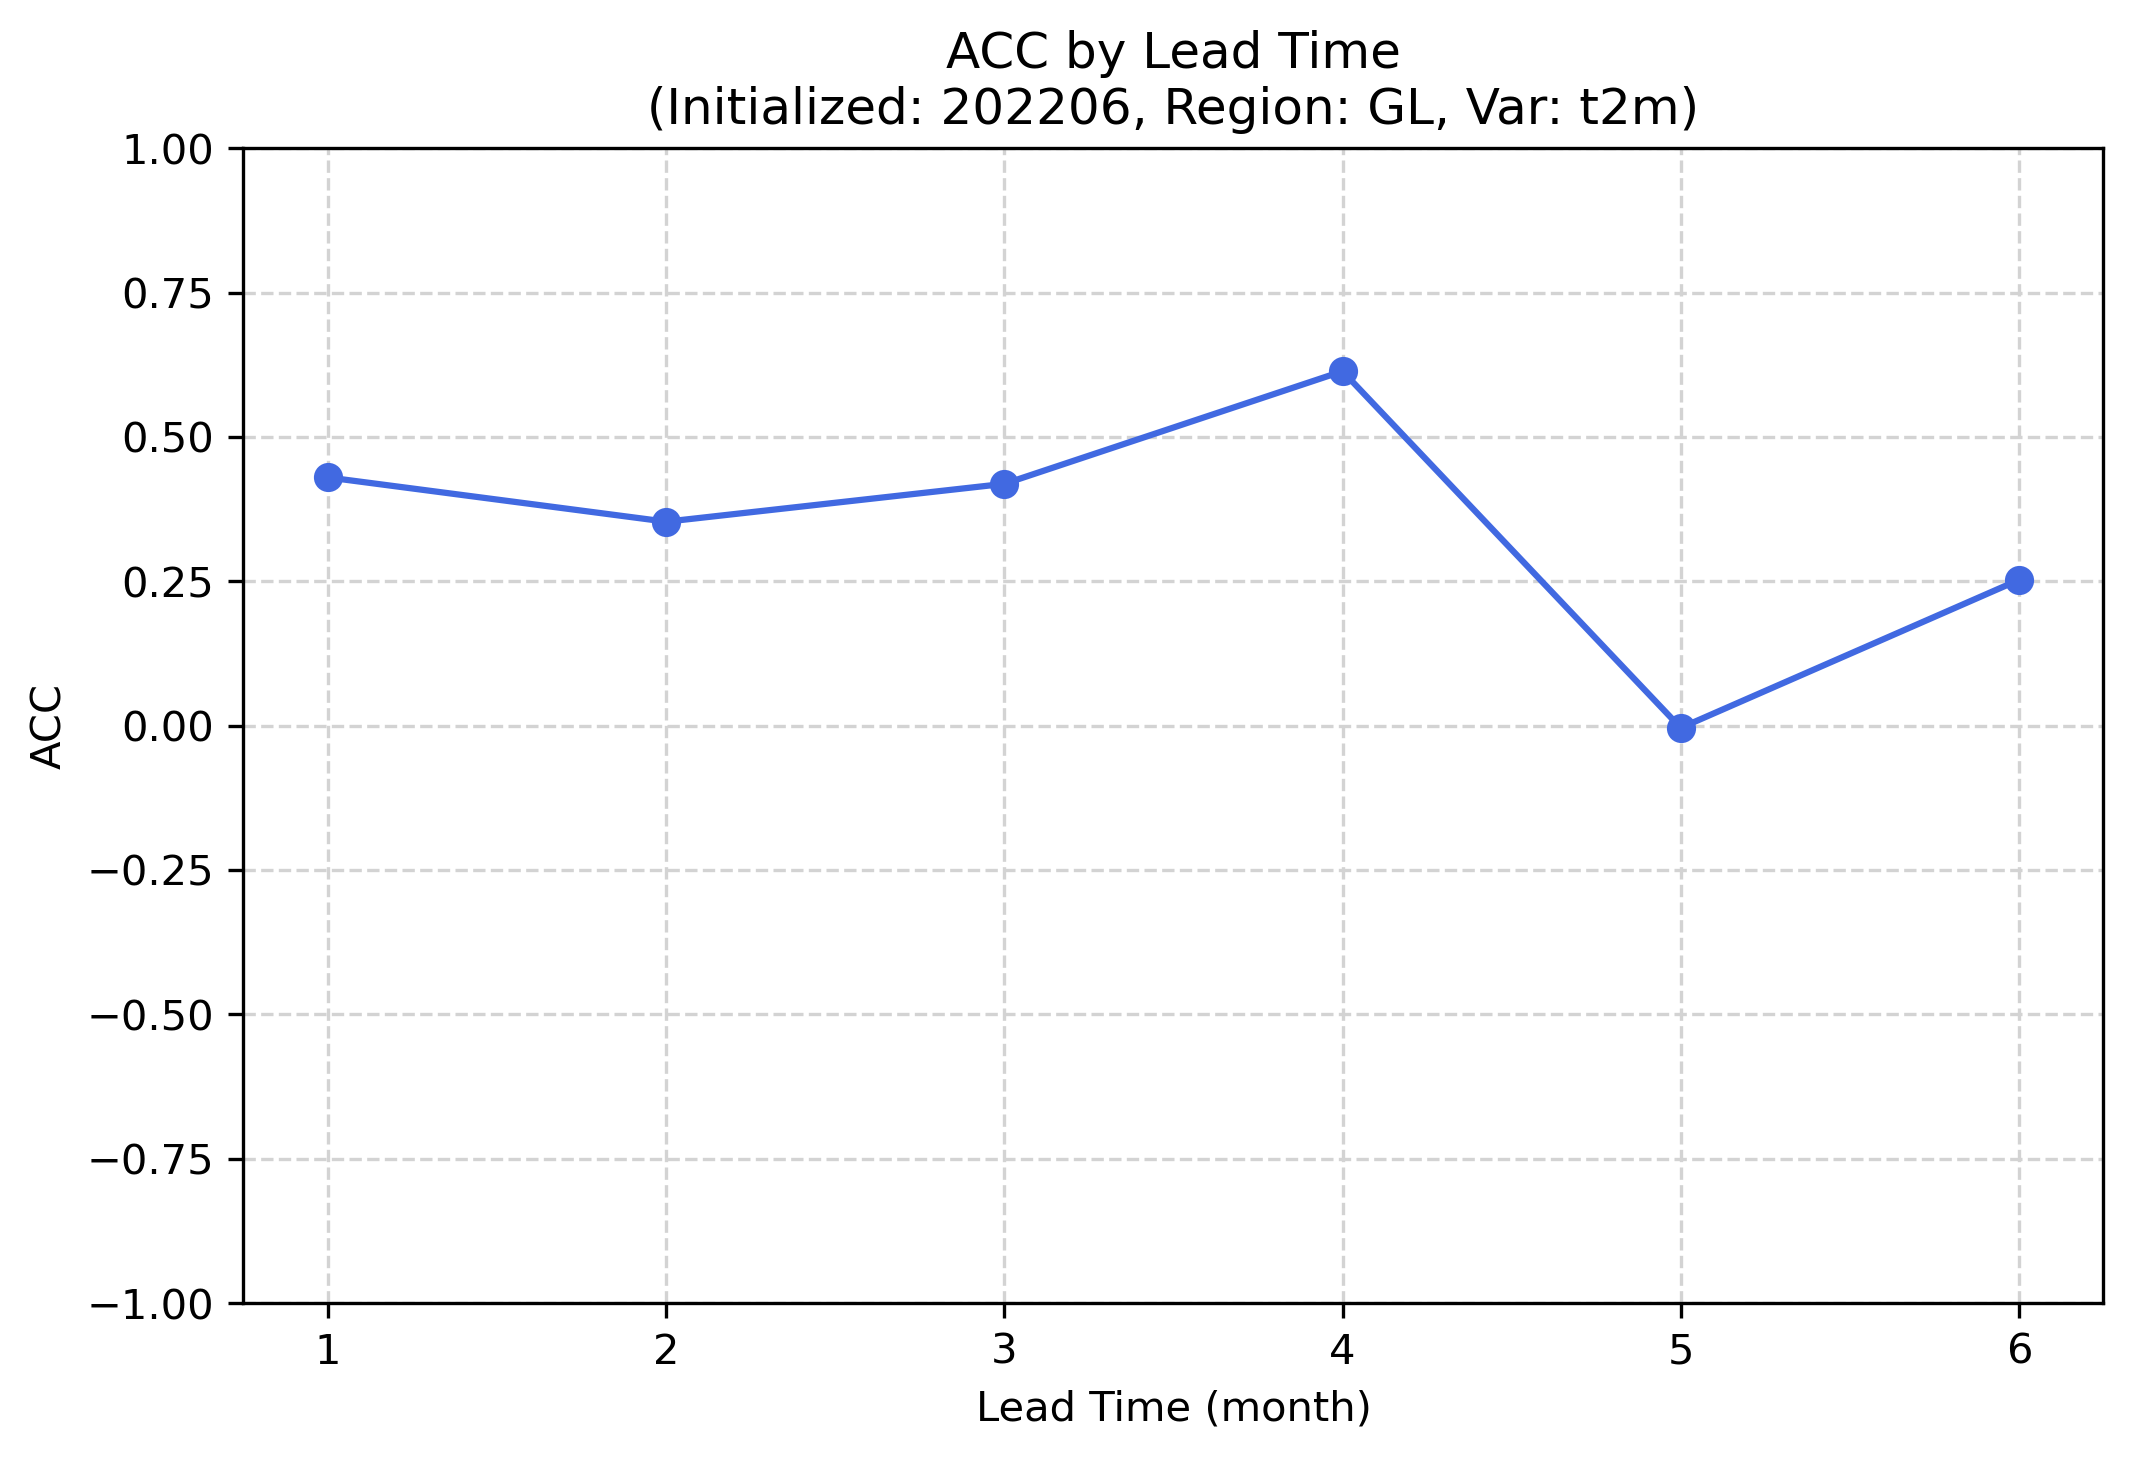 ACC by Lead Time
(Initialized: 202206, Region: GL, Var: t2m)
1.00
0.75
0.50
0.25
0.00
−0.25
−0.50
−0.75
−1.00
ACC
1 2 3 4 5 6
Lead Time (month)